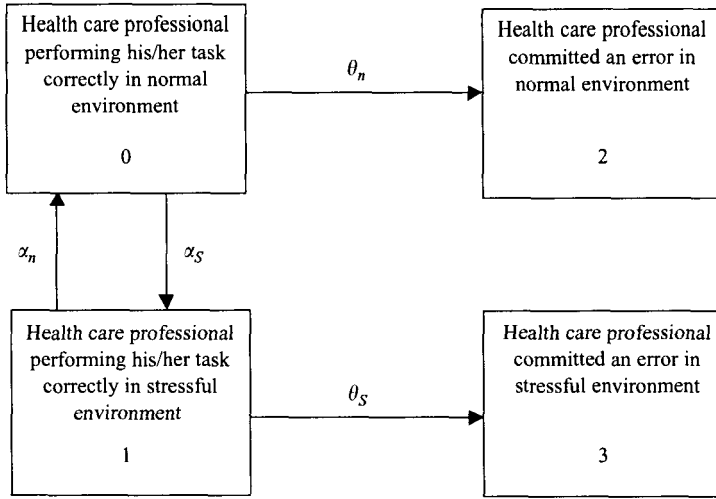 Health care professional
performing his/her task
correctly in normal
environment
0
θn
Health care professional
committed an error in
normal environment
2
αn
αS
Health care professional
performing his/her task
correctly in stressful
environment
1
θS
Health care professional
committed an error in
stressful environment
3